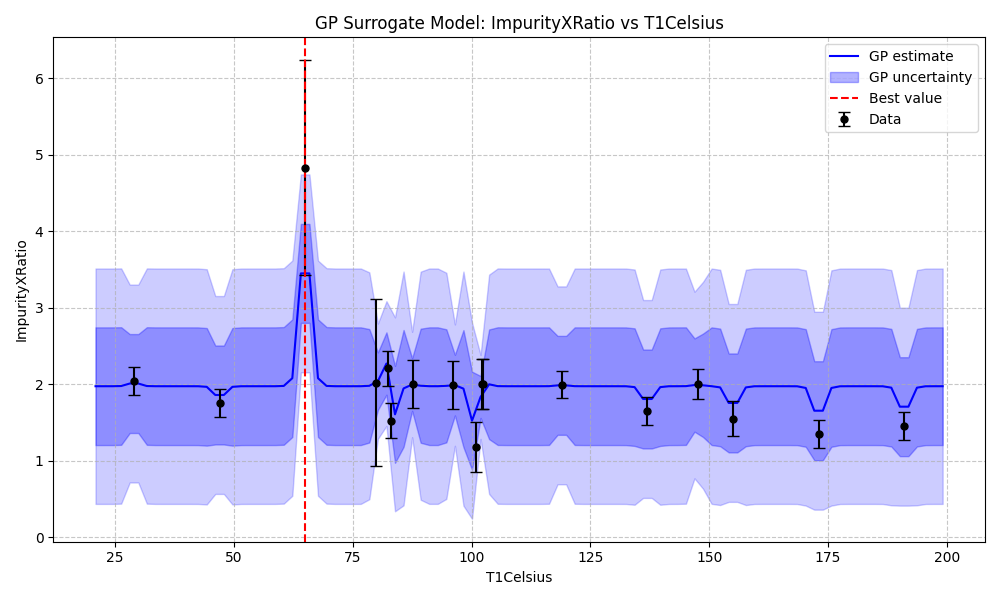 GP Surrogate Model: ImpurityXRatio vs T1Celsius
GP estimate
GP uncertainty
Best value
Data
ImpurityXRatio
6
5
4
3
2
1
0
25
50
75
100
125
150
175
200
T1Celsius